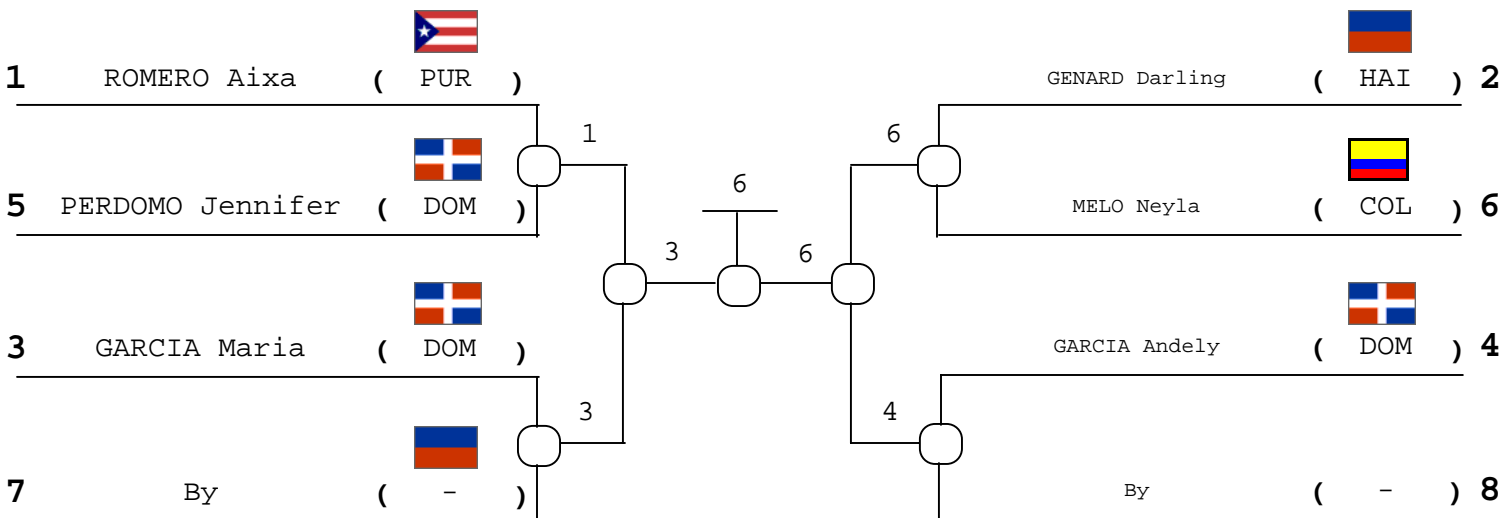 1 ROMERO Aixa ( PUR ) GENARD Darling ( HAI ) 2
1 6
5 PERDOMO Jennifer ( DOM ) 6 MELO Neyla ( COL ) 6
3 6
3 GARCIA Maria ( DOM ) GARCIA Andely ( DOM ) 4
3 4
7 By ( - ) By ( - ) 8